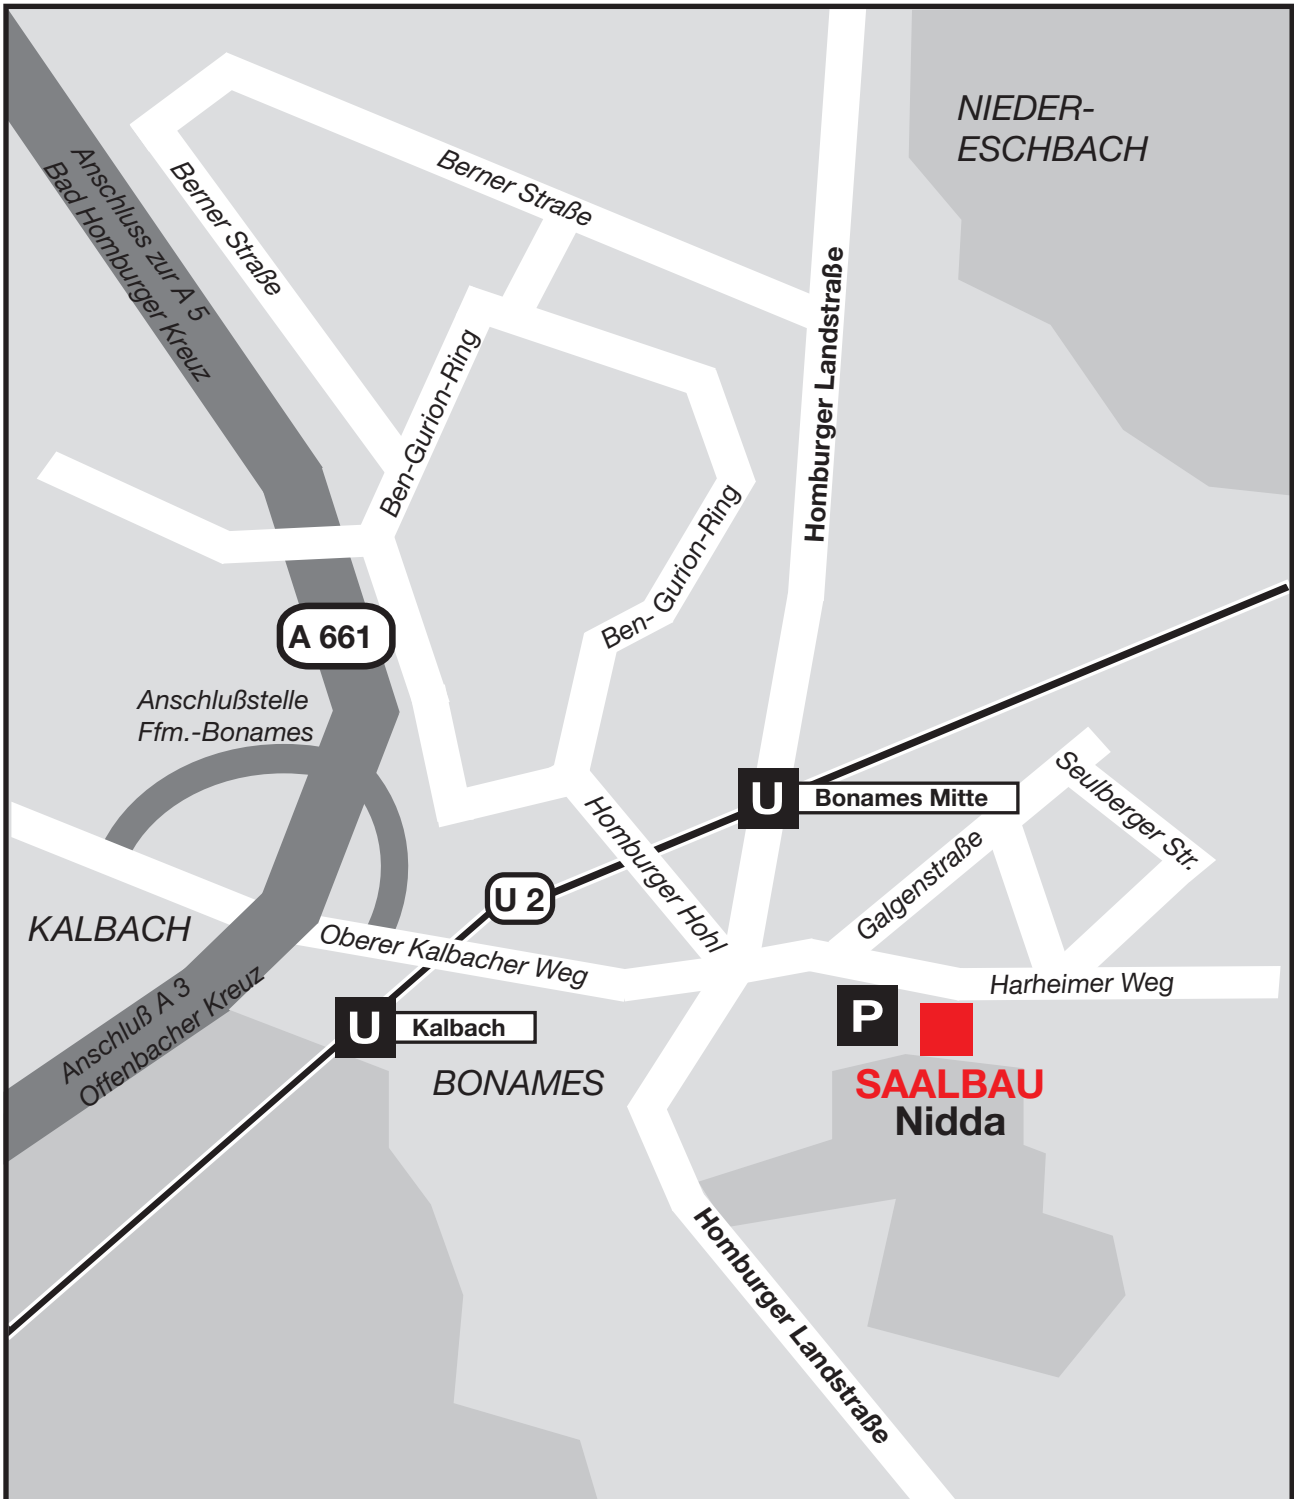 NIEDER-
ESCHBACH
Berner Straße
Berner Straße
Anschluss zur A 5
Bad Homburger Kreuz
Homburger Landstraße
Ben-Gurion-Ring
Ben- Gurion-Ring
A 661
Anschlußstelle
Ffm.-Bonames
U
Bonames Mitte
Seulberger Str.
Homburger Hohl
Galgenstraße
U 2
KALBACH
Oberer Kalbacher Weg
Harheimer Weg
Anschluß A 3
Offenbacher Kreuz
U
Kalbach
P
BONAMES
SAALBAU
Nidda
Homburger Landstraße